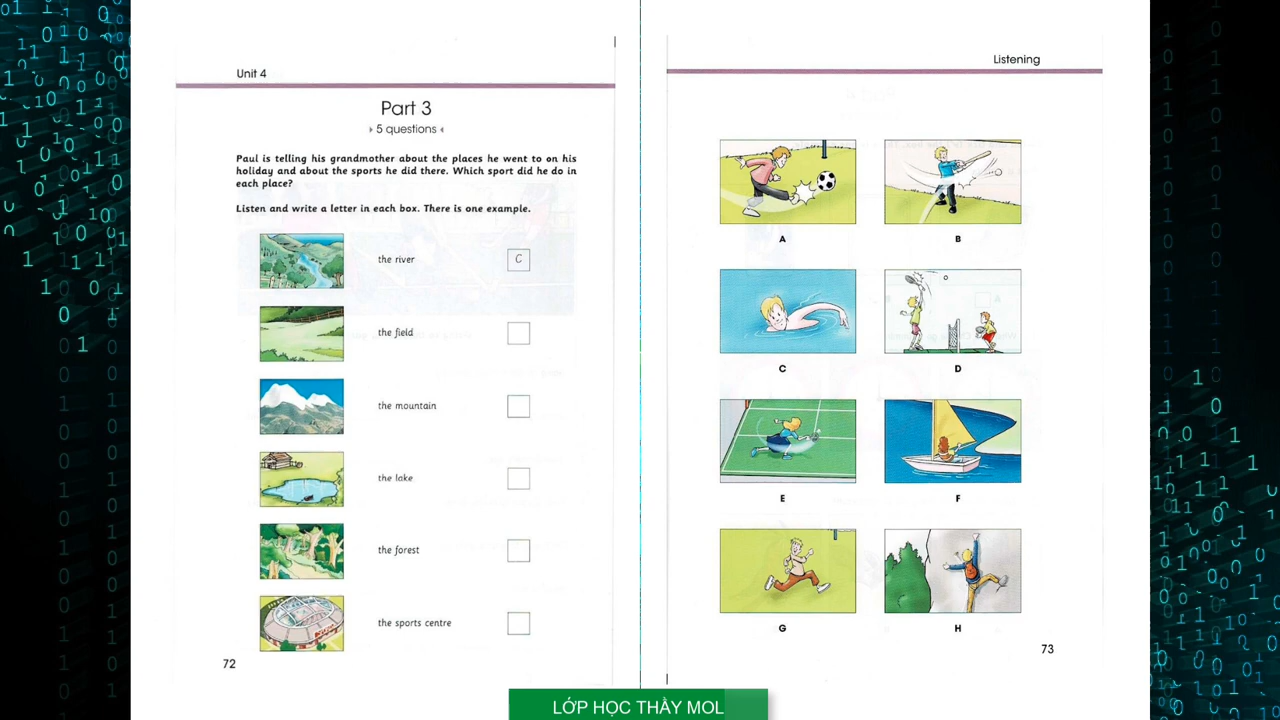 Unit 4
Part 3
5 questions
Paul is telling his grandmother about the places he went to on his
holiday and about the sports he did there. Which sport did he do in
each place?
Listen and write a letter in each box. There is one example.
the river C
the field
the mountain
the lake
the forest
the sports centre
72
Listening
A B
C D
E F
G H
73
LỚP HỌC THẦY MOL